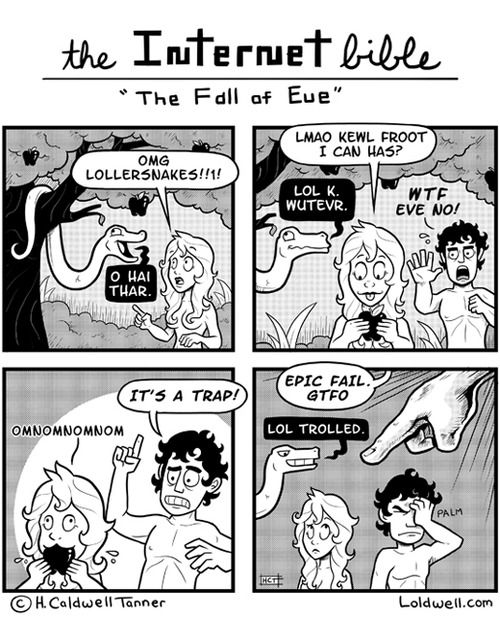 the Internet bible
"The Fall of Eve"
OMG
LOLLERSNAKES!!1!
O HAI
THAR.
LMAO KEWL FROOT
I CAN HAS?
LOL K.
WUTEVR.
WTF
EVE NO!
OMNOMNOMNOM
IT'S A TRAP!
EPIC FAIL.
GTFO
LOL TROLLED.
PALM
HCT
© H. Caldwell Tanner
Loldwell.com